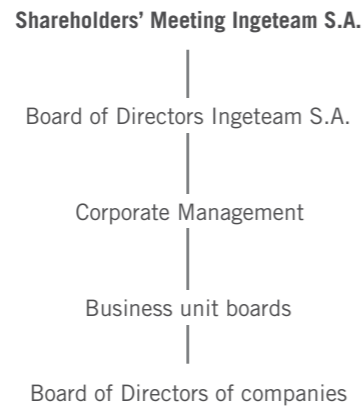 Shareholders’ Meeting Ingeteam S.A.
Board of Directors Ingeteam S.A.
Corporate Management
Business unit boards
Board of Directors of companies